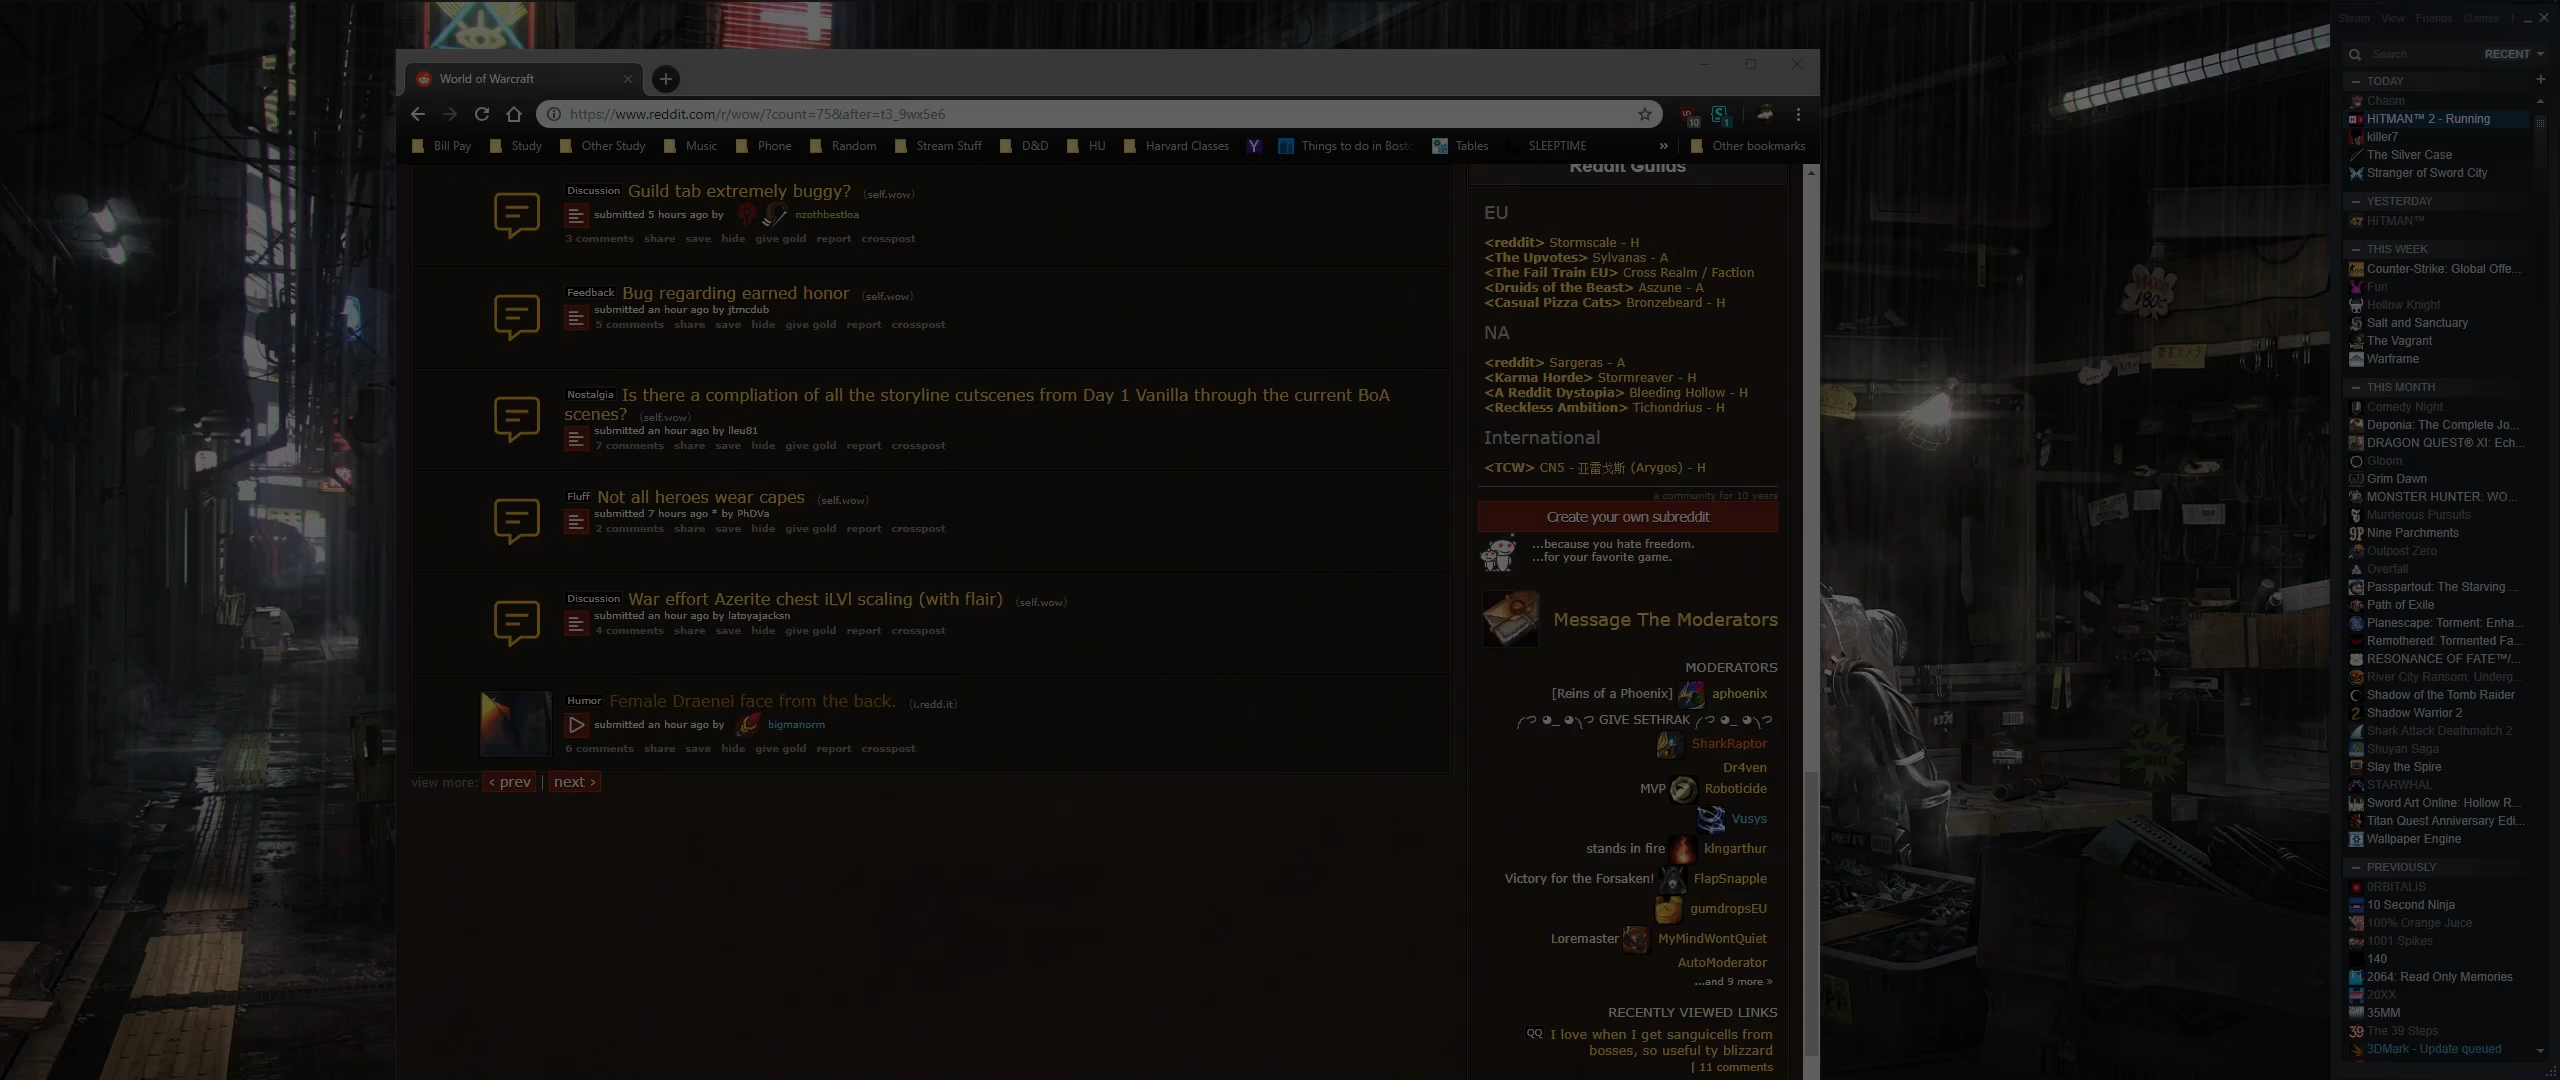 World of Warcraft
https://www.reddit.com/r/wow/?count=75&after=t3_9wx5e6
10
1
Bill Pay
Study
Other Study
Music
Phone
Random
Stream Stuff
D&D
HU
Harvard Classes
Things to do in Bost
Tables
SLEEPTIME
»
Other bookmarks
Discussion Guild tab extremely buggy? (self.wow)
submitted 5 hours ago by nzothbestloa
3 comments share save hide give gold report crosspost
Feedback Bug regarding earned honor (self.wow)
submitted an hour ago by jtmcdub
5 comments share save hide give gold report crosspost
Nostalgia Is there a compliation of all the storyline cutscenes from Day 1 Vanilla through the current BoA
scenes? (self.wow)
submitted an hour ago by lleu81
7 comments share save hide give gold report crosspost
Fluff Not all heroes wear capes (self.wow)
submitted 7 hours ago * by PhDVa
2 comments share save hide give gold report crosspost
Discussion War effort Azerite chest iLVl scaling (with flair) (self.wow)
submitted an hour ago by latoyajacksn
4 comments share save hide give gold report crosspost
Humor Female Draenei face from the back. (i.redd.it)
submitted an hour ago by bigmanorm
6 comments share save hide give gold report crosspost
view more: ‹ prev | next ›
Reddit Guilds
EU
<reddit> Stormscale - H
<The Upvotes> Sylvanas - A
<The Fail Train EU> Cross Realm / Faction
<Druids of the Beast> Aszune - A
<Casual Pizza Cats> Bronzebeard - H
NA
<reddit> Sargeras - A
<Karma Horde> Stormreaver - H
<A Reddit Dystopia> Bleeding Hollow - H
<Reckless Ambition> Tichondrius - H
International
<TCW> CN5 - 亚雷戈斯 (Arygos) - H
a community for 10 years
Create your own subreddit
...because you hate freedom.
...for your favorite game.
Message The Moderators
MODERATORS
[Reins of a Phoenix] aphoenix
GIVE SETHRAK
SharkRaptor
Dr4ven
MVP Roboticide
Vusys
stands in fire klngarthur
Victory for the Forsaken! FlapSnapple
gumdropsEU
Loremaster MyMindWontQuiet
AutoModerator
...and 9 more »
RECENTLY VIEWED LINKS
QQ I love when I get sanguicells from
bosses, so useful ty blizzard
| 11 comments
Steam View Friends Games
Search RECENT
TODAY
Chasm
HITMAN™ 2 - Running
killer7
The Silver Case
Stranger of Sword City
YESTERDAY
HITMAN™
THIS WEEK
Counter-Strike: Global Offe...
Furi
Hollow Knight
Salt and Sanctuary
The Vagrant
Warframe
THIS MONTH
Comedy Night
Deponia: The Complete Jo...
DRAGON QUEST® XI: Ech...
Gloom
Grim Dawn
MONSTER HUNTER: WO...
Murderous Pursuits
Nine Parchments
Outpost Zero
Overfall
Passpartout: The Starving ...
Path of Exile
Planescape: Torment: Enha...
Remothered: Tormented Fa...
RESONANCE OF FATE™/...
River City Ransom: Underg...
Shadow of the Tomb Raider
Shadow Warrior 2
Shark Attack Deathmatch 2
Shuyan Saga
Slay the Spire
STARWHAL
Sword Art Online: Hollow R...
Titan Quest Anniversary Edi...
Wallpaper Engine
PREVIOUSLY
0RBITALIS
10 Second Ninja
100% Orange Juice
1001 Spikes
140
2064: Read Only Memories
20XX
35MM
The 39 Steps
3DMark - Update queued